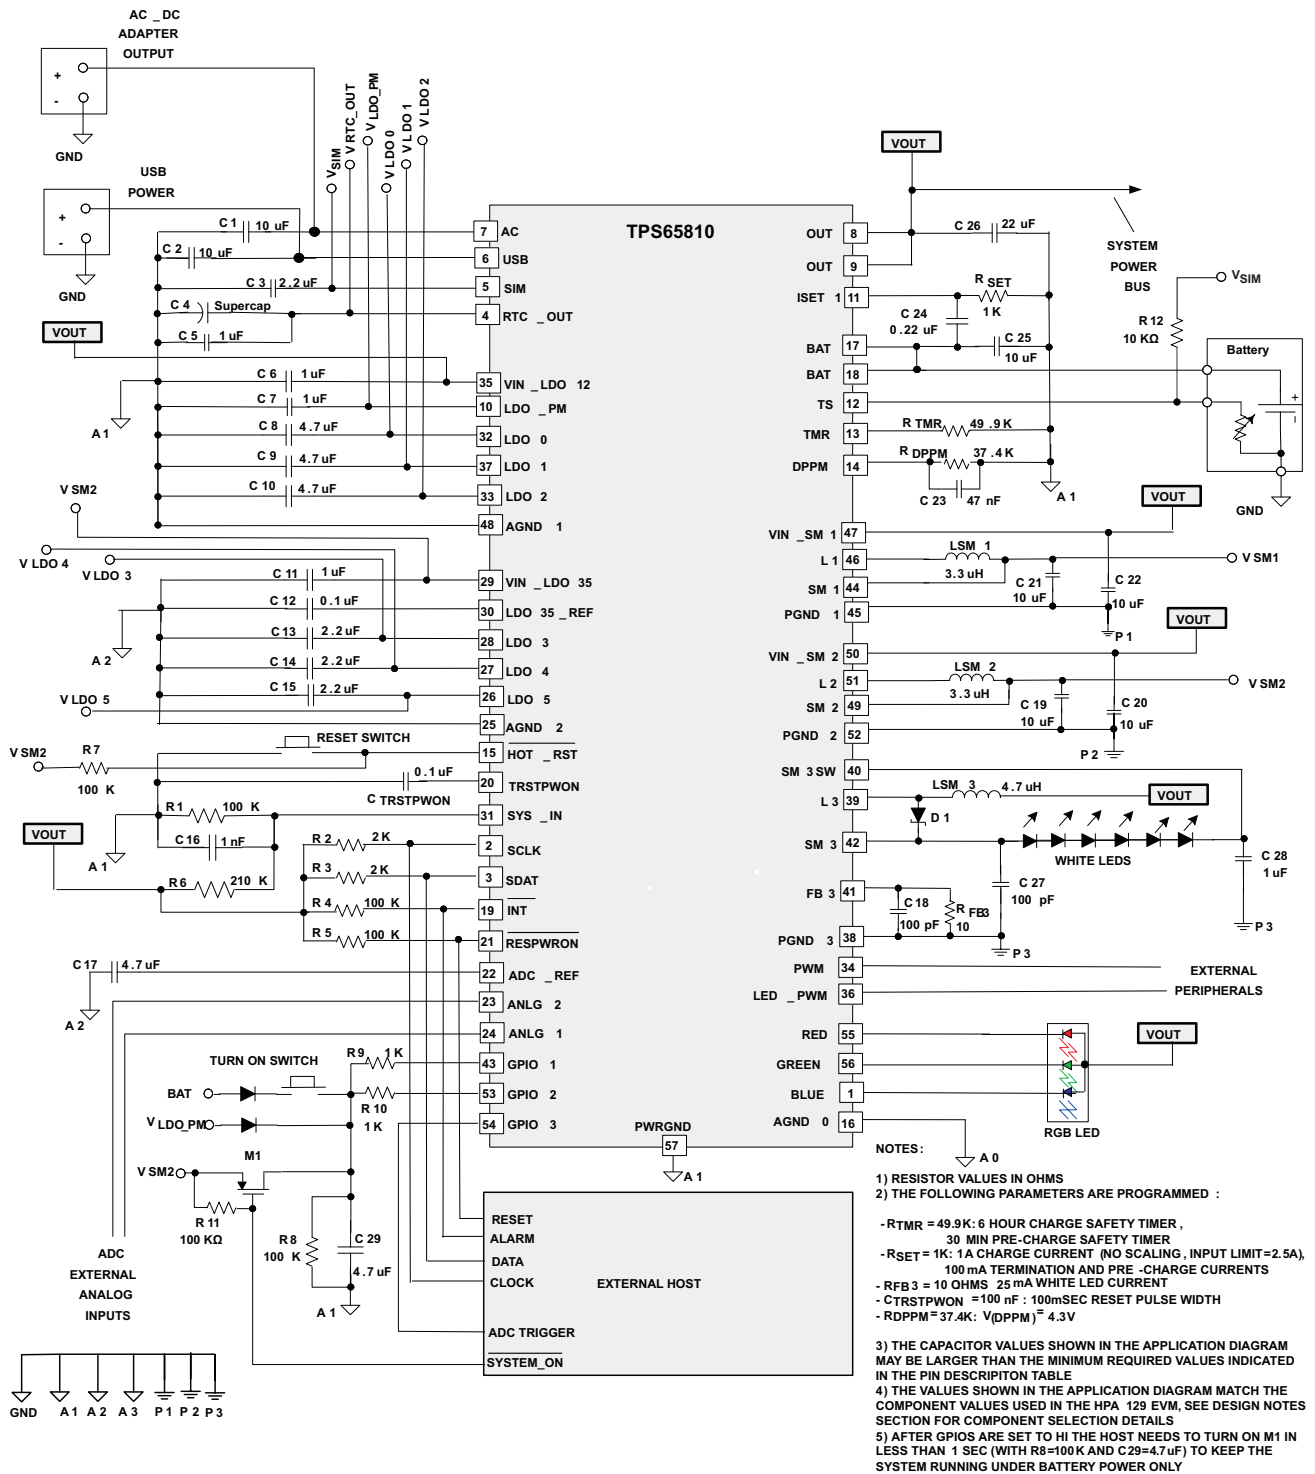 AC _ DC
ADAPTER
OUTPUT
+
-
GND
USB
POWER
+
-
GND
VSIM
V RTC_OUT
V LDO_PM
V LDO 0
V LDO 1
V LDO 2
C 1 10 uF
C 2 10 uF
C 3 2.2 uF
C 4 Supercap
C 5 1 uF
VOUT
C 6 1 uF
C 7 1 uF
C 8 4.7 uF
C 9 4.7 uF
C 10 4.7 uF
A 1
V SM2
V LDO 4
V LDO 3
C 11 1 uF
C 12 0.1 uF
C 13 2.2 uF
C 14 2.2 uF
C 15 2.2 uF
A 2
V LDO 5
RESET SWITCH
V SM2
R 7
100 K
0.1 uF
C TRSTPWON
R 1 100 K
C 16 1 nF
VOUT
A 1
R 6 210 K
R 2 2 K
R 3 2 K
R 4 100 K
R 5 100 K
C 17 4.7 uF
A 2
TURN ON SWITCH
R 9 1 K
BAT
R 10
1 K
V LDO_PM
M1
V SM2
R 11
100 KΩ
R 8
100 K
C 29
4.7 uF
A 1
ADC
EXTERNAL
ANALOG
INPUTS
GND A 1 A 2 A 3 P 1 P 2 P 3
TPS65810
7 AC
6 USB
5 SIM
4 RTC _OUT
35 VIN _LDO 12
10 LDO _PM
32 LDO 0
37 LDO 1
33 LDO 2
48 AGND 1
29 VIN _LDO 35
30 LDO 35 _REF
28 LDO 3
27 LDO 4
26 LDO 5
25 AGND 2
15 HOT _RST
20 TRSTPWON
31 SYS _IN
2 SCLK
3 SDAT
19 INT
21 RESPWRON
22 ADC _REF
23 ANLG 2
24 ANLG 1
43 GPIO 1
53 GPIO 2
54 GPIO 3
PWRGND
57
A 1
OUT 8
OUT 9
ISET 1 11
BAT 17
BAT 18
TS 12
TMR 13
DPPM 14
VIN _SM 1 47
L 1 46
SM 1 44
PGND 1 45
VIN _SM 2 50
L 2 51
SM 2 49
PGND 2 52
SM 3 SW 40
L 3 39
SM 3 42
FB 3 41
PGND 3 38
PWM 34
LED _PWM 36
RED 55
GREEN 56
BLUE 1
AGND 0 16
VOUT
C 26 22 uF
SYSTEM
POWER
BUS
R SET
1 K
C 24
0.22 uF
C 25
10 uF
VSIM
R 12
10 KΩ
Battery
+
-
GND
R TMR 49 .9 K
R DPPM 37 .4 K
C 23 47 nF
A 1
VOUT
LSM 1
3.3 uH
V SM1
C 21
10 uF
C 22
10 uF
P 1
VOUT
LSM 2
3.3 uH
V SM2
C 19
10 uF
C 20
10 uF
P 2
LSM 3 4.7 uH
VOUT
D 1
WHITE LEDS
C 28
1 uF
C 27
100 pF
C 18
100 pF
R FB3
10
P 3
P 3
EXTERNAL
PERIPHERALS
VOUT
RGB LED
A 0
RESET
ALARM
DATA
CLOCK
ADC TRIGGER
SYSTEM_ON
EXTERNAL HOST
NOTES:
1) RESISTOR VALUES IN OHMS
2) THE FOLLOWING PARAMETERS ARE PROGRAMMED :
- RTMR = 49.9K: 6 HOUR CHARGE SAFETY TIMER ,
30 MIN PRE-CHARGE SAFETY TIMER
- RSET = 1K: 1A CHARGE CURRENT (NO SCALING , INPUT LIMIT=2.5A),
100 mA TERMINATION AND PRE -CHARGE CURRENTS
- RFB 3 = 10 OHMS 25 mA WHITE LED CURRENT
- CTRSTPWON =100 nF : 100mSEC RESET PULSE WIDTH
- RDPPM = 37.4K: V(DPPM) = 4.3V
3) THE CAPACITOR VALUES SHOWN IN THE APPLICATION DIAGRAM
MAY BE LARGER THAN THE MINIMUM REQUIRED VALUES INDICATED
IN THE PIN DESCRIPITON TABLE
4) THE VALUES SHOWN IN THE APPLICATION DIAGRAM MATCH THE
COMPONENT VALUES USED IN THE HPA 129 EVM, SEE DESIGN NOTES
SECTION FOR COMPONENT SELECTION DETAILS
5) AFTER GPIOS ARE SET TO HI THE HOST NEEDS TO TURN ON M1 IN
LESS THAN 1 SEC (WITH R8=100 K AND C29=4.7uF) TO KEEP THE
SYSTEM RUNNING UNDER BATTERY POWER ONLY